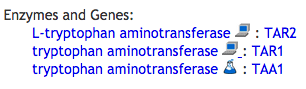 Enzymes and Genes:
L-tryptophan aminotransferase : TAR2
tryptophan aminotransferase : TAR1
tryptophan aminotransferase : TAA1